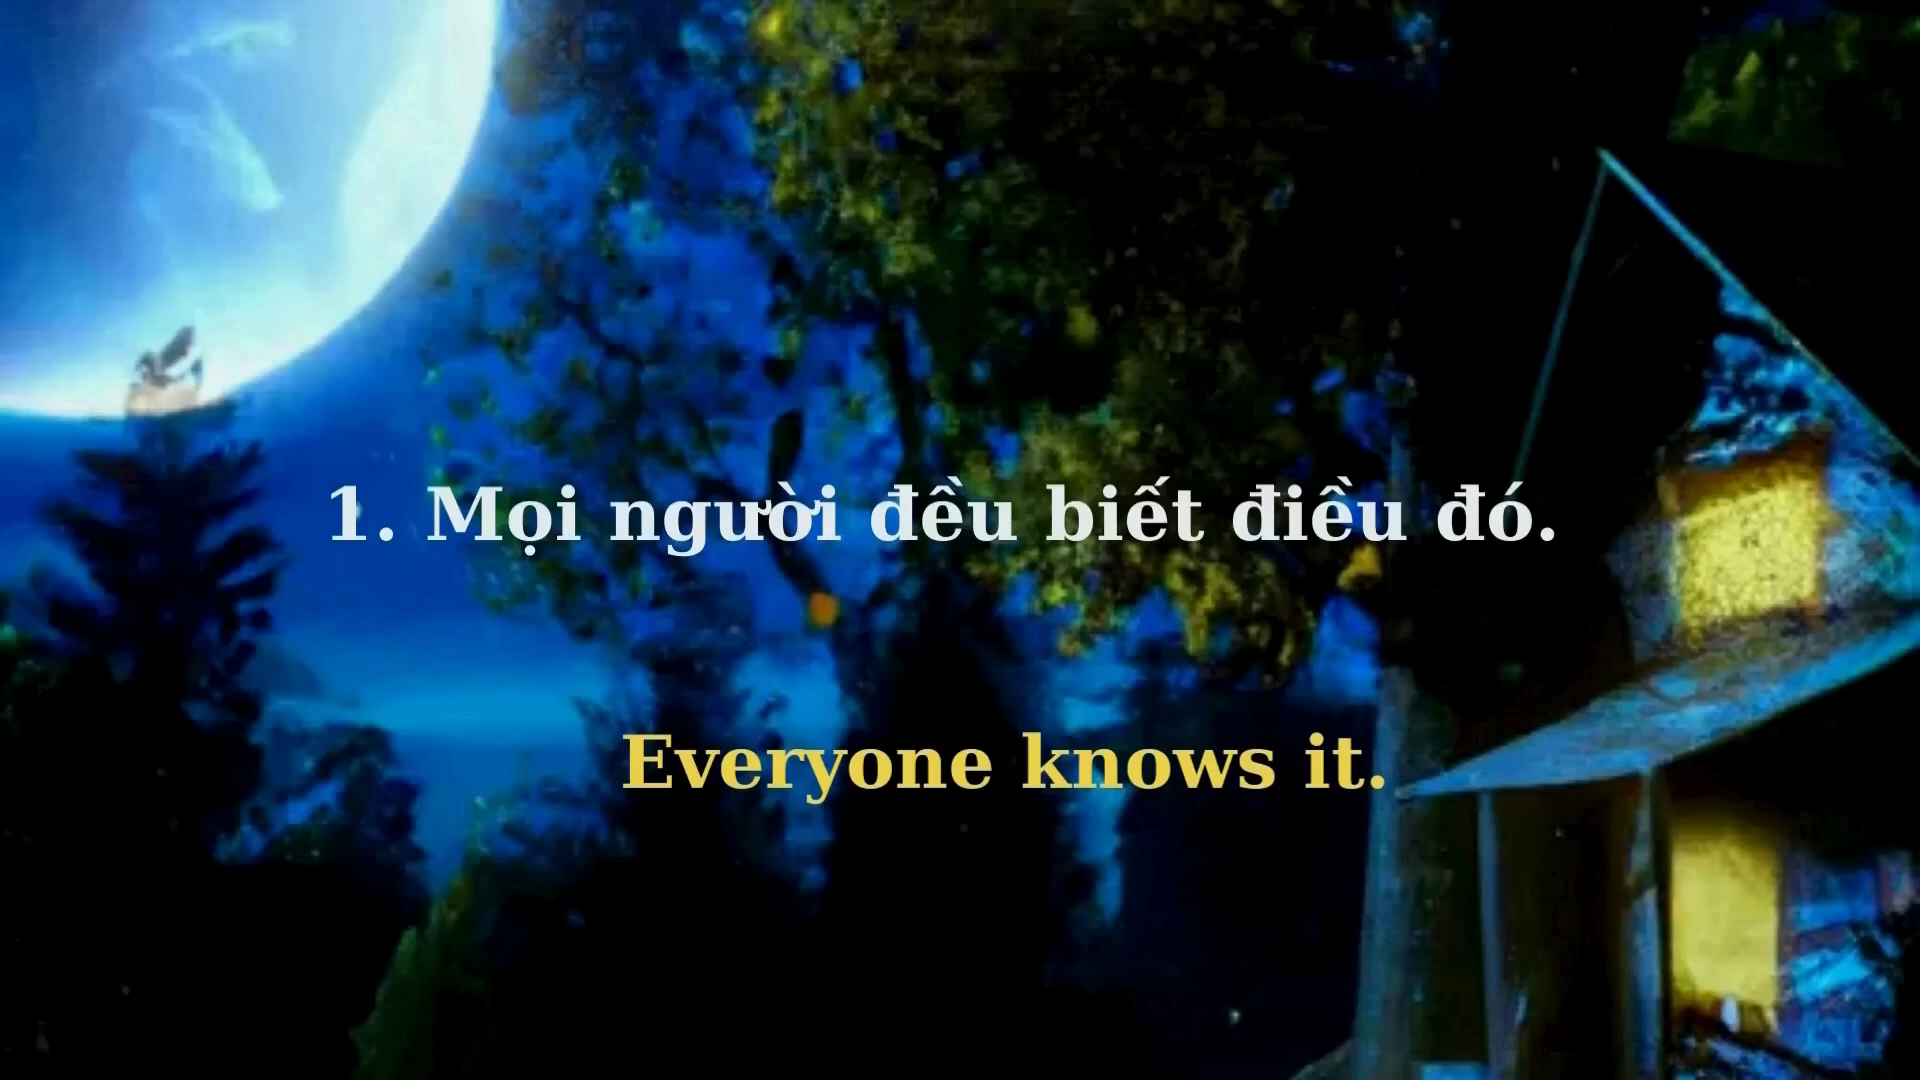 1. Mọi người đều biết điều đó.
Everyone knows it.